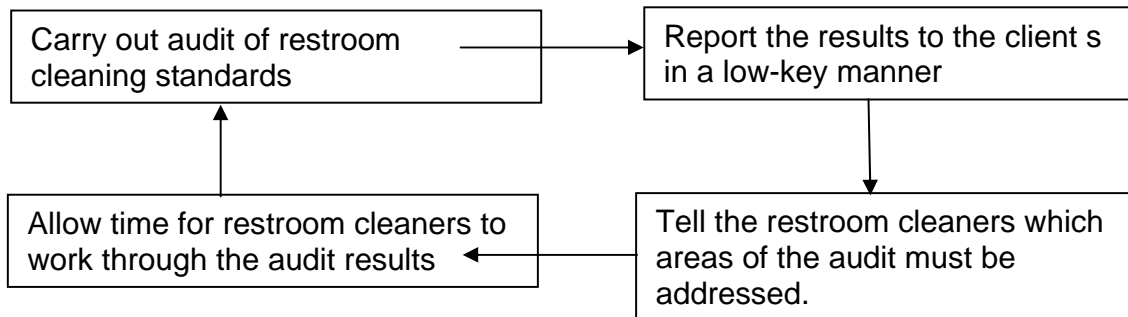 Carry out audit of restroom
cleaning standards
Report the results to the client s
in a low-key manner
Tell the restroom cleaners which
areas of the audit must be
addressed.
Allow time for restroom cleaners to
work through the audit results